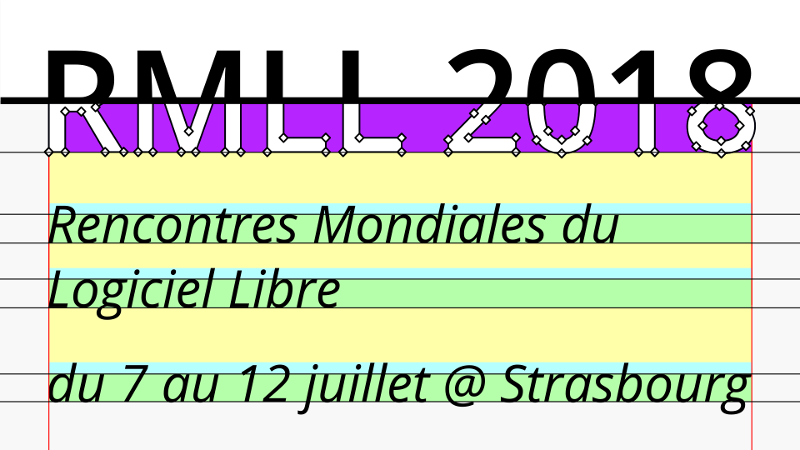 RMLL 2018
Rencontres Mondiales du
Logiciel Libre
du 7 au 12 juillet @ Strasbourg